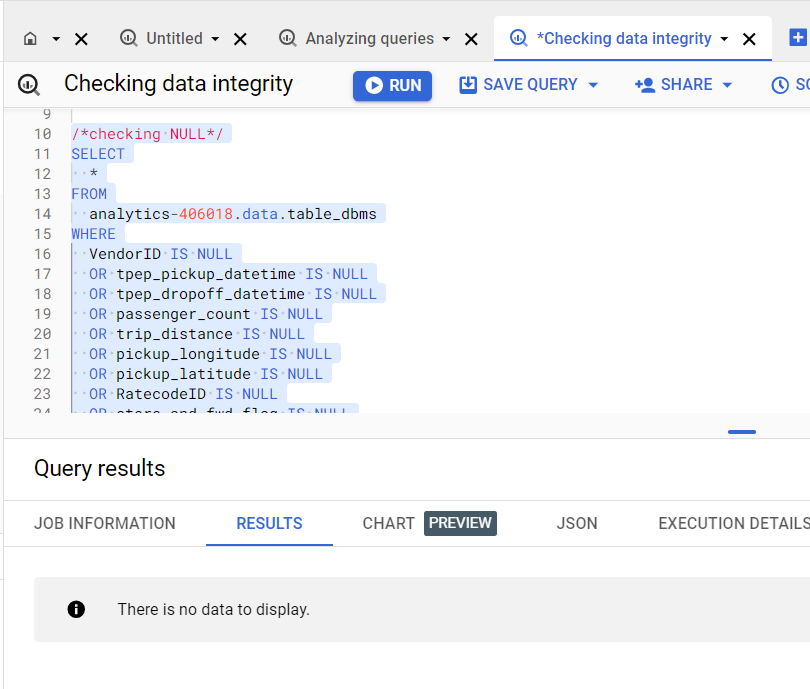 Untitled
Analyzing queries
*Checking data integrity
Checking data integrity
RUN
SAVE QUERY
SHARE
9
10 /*checking NULL*/
11 SELECT
12 *
13 FROM
14 analytics-406018.data.table_dbms
15 WHERE
16 VendorID IS NULL
17 OR tpep_pickup_datetime IS NULL
18 OR tpep_dropoff_datetime IS NULL
19 OR passenger_count IS NULL
20 OR trip_distance IS NULL
21 OR pickup_longitude IS NULL
22 OR pickup_latitude IS NULL
23 OR RatecodeID IS NULL
24 OR store_and_fwd_flag IS NULL
Query results
JOB INFORMATION
RESULTS
CHART PREVIEW
JSON
EXECUTION DETAILS
There is no data to display.